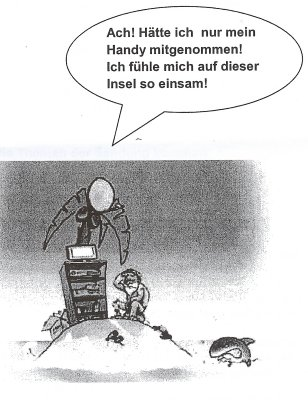 Ach! Hätte ich nur mein
Handy mitgenommen!
Ich fühle mich auf dieser
Insel so einsam!